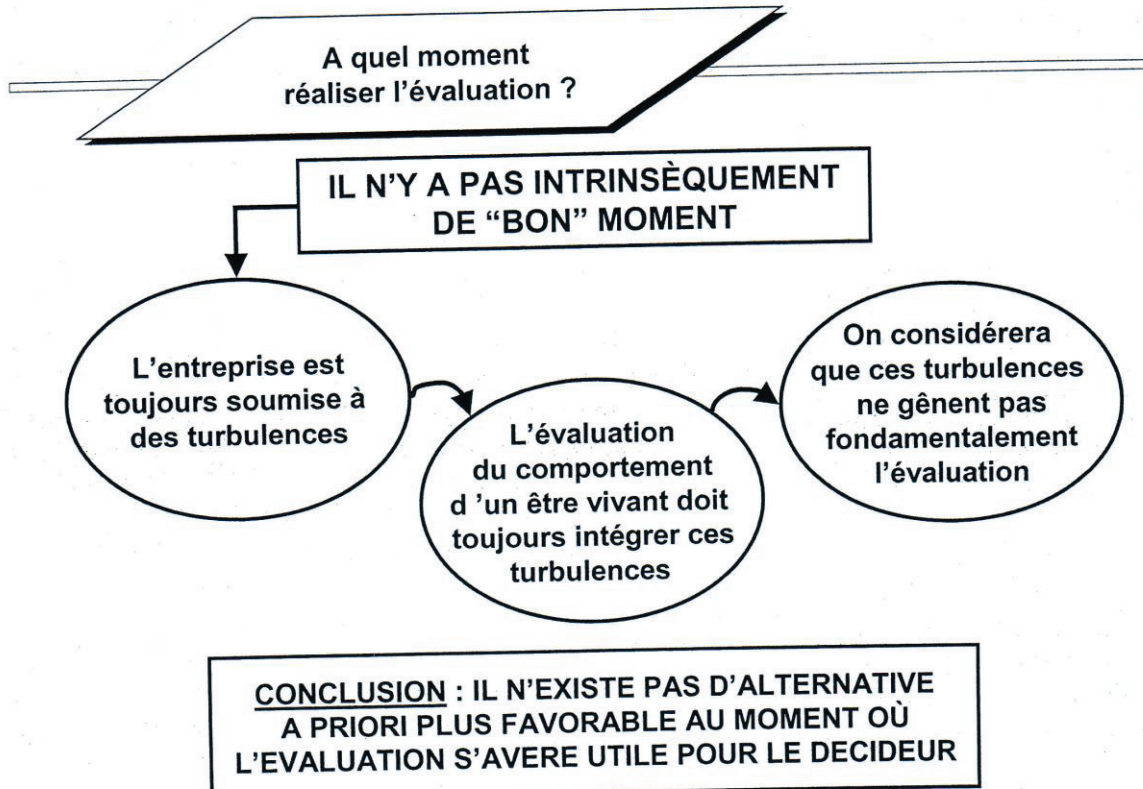 A quel moment
réaliser l'évaluation ?
IL N'Y A PAS INTRINSÈQUEMENT
DE “BON” MOMENT
L'entreprise est
toujours soumise à
des turbulences
L'évaluation
du comportement
d 'un être vivant doit
toujours intégrer ces
turbulences
On considérera
que ces turbulences
ne gênent pas
fondamentalement
l'évaluation
CONCLUSION : IL N'EXISTE PAS D'ALTERNATIVE
A PRIORI PLUS FAVORABLE AU MOMENT OÙ
L'EVALUATION S'AVERE UTILE POUR LE DECIDEUR